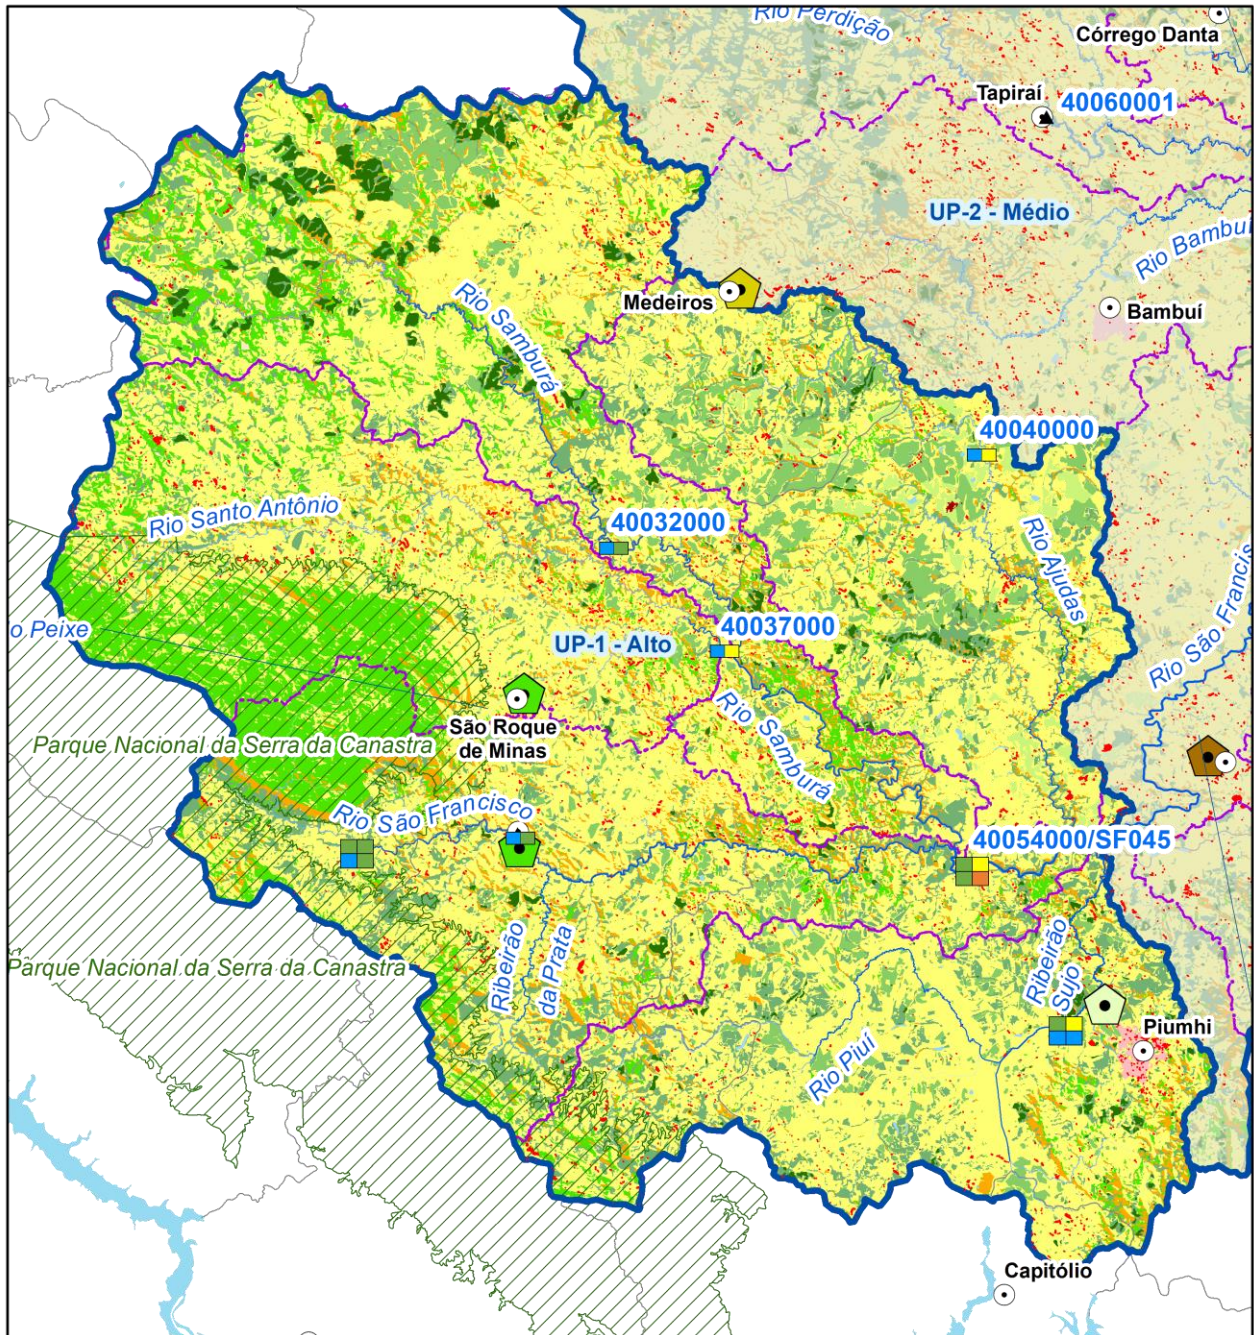 Rio Perdição
Córrego Danta
Tapiraí
40060001
UP-2 - Médio
Rio Bambuí
Medeiros
Bambuí
Rio Samburá
40040000
Rio Santo Antônio
40032000
Rio Ajudas
Rio São Francis
o Peixe
UP-1 - Alto
40037000
São Roque
de Minas
Rio Samburá
Parque Nacional da Serra da Canastra
Rio São Francisco
40054000/SF045
Parque Nacional da Serra da Canastra
Ribeirão
da Prata
Ribeirão
Sujo
Piumhi
Rio Piuí
Capitólio